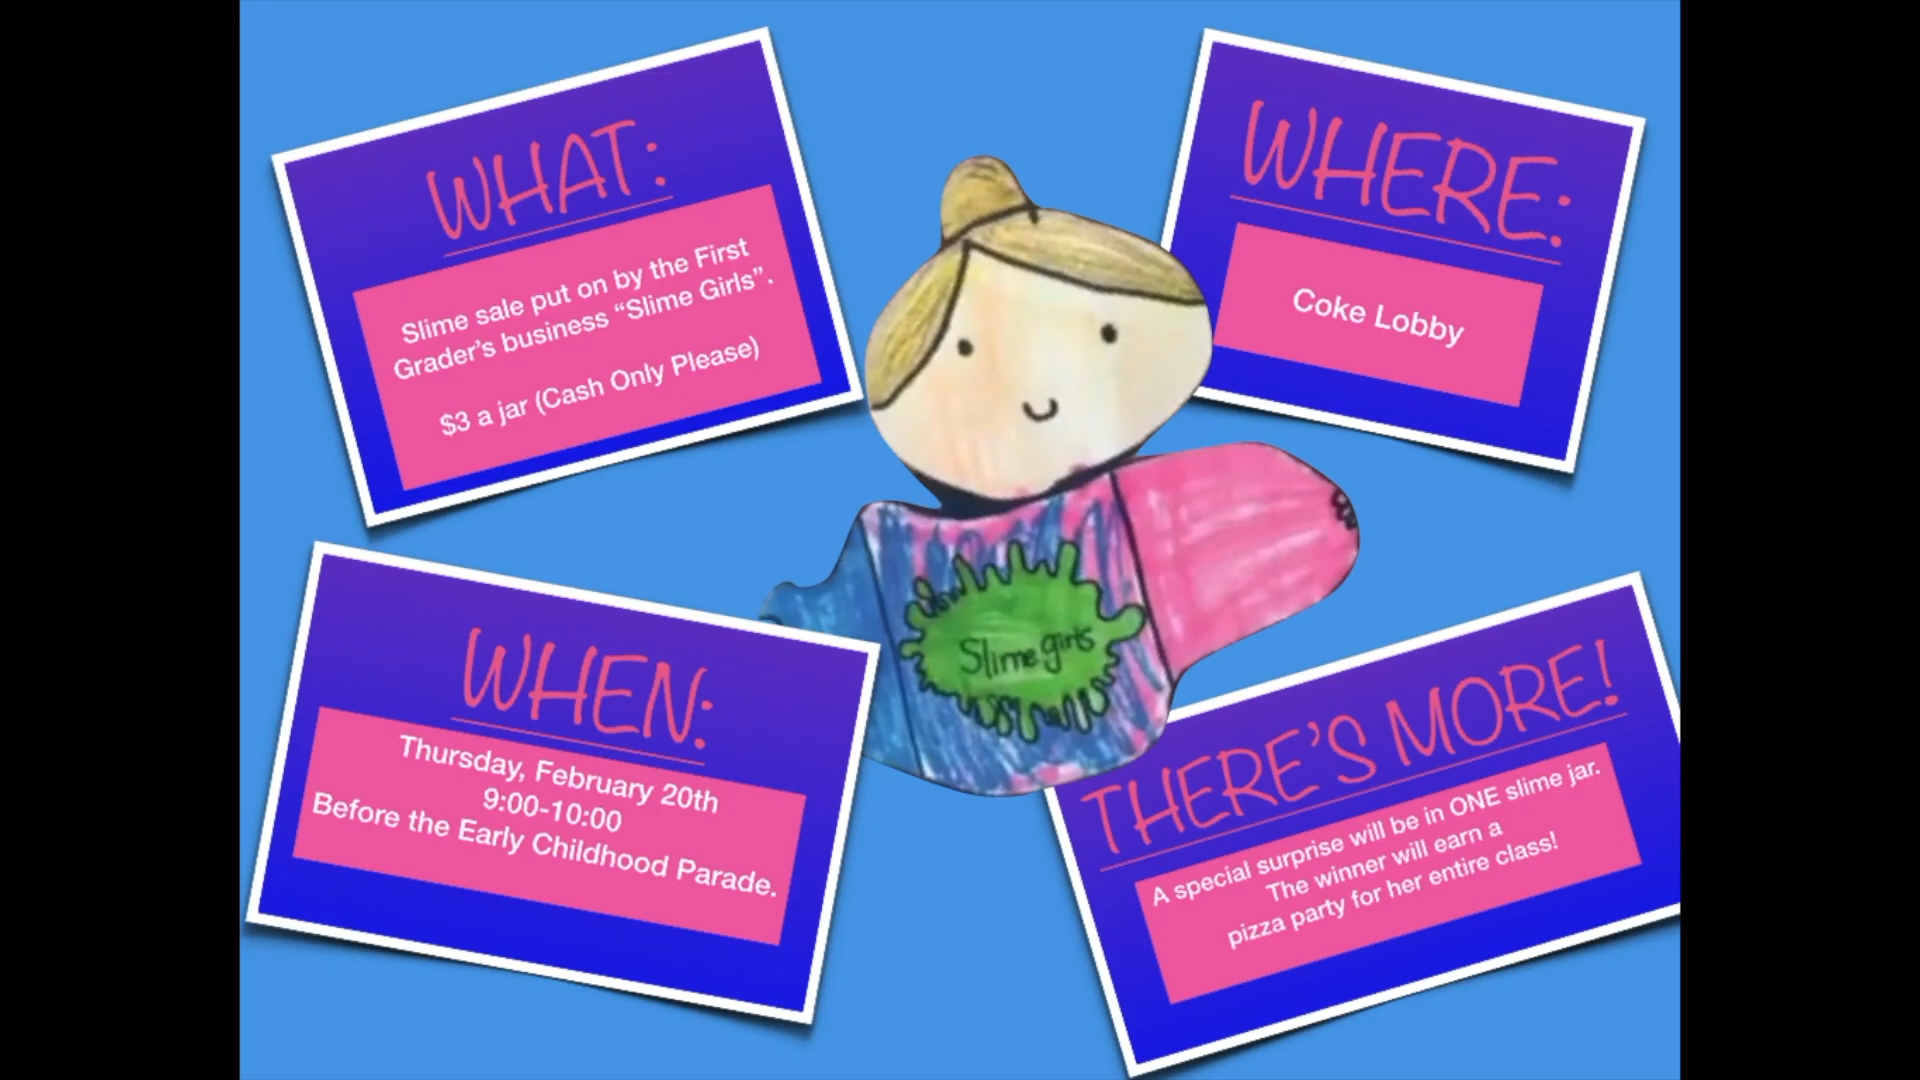 WHAT:
Slime sale put on by the First
Grader's business “Slime Girls”.
$3 a jar (Cash Only Please)
WHERE:
Coke Lobby
Slime girls
WHEN:
Thursday, February 20th
9:00-10:00
Before the Early Childhood Parade.
THERE'S MORE!
A special surprise will be in ONE slime jar.
The winner will earn a
pizza party for her entire class!